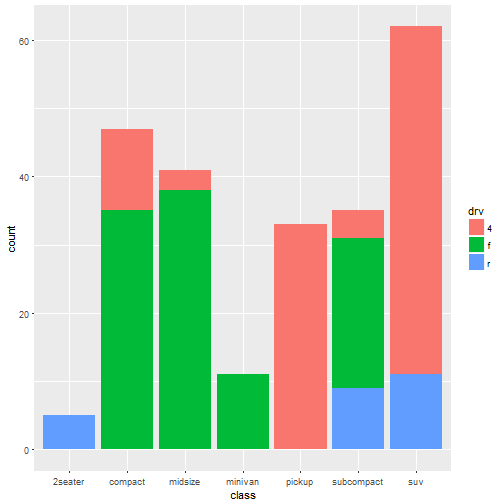 60
40
20
0
count
2seater compact midsize minivan pickup subcompact suv
class
drv
4
f
r